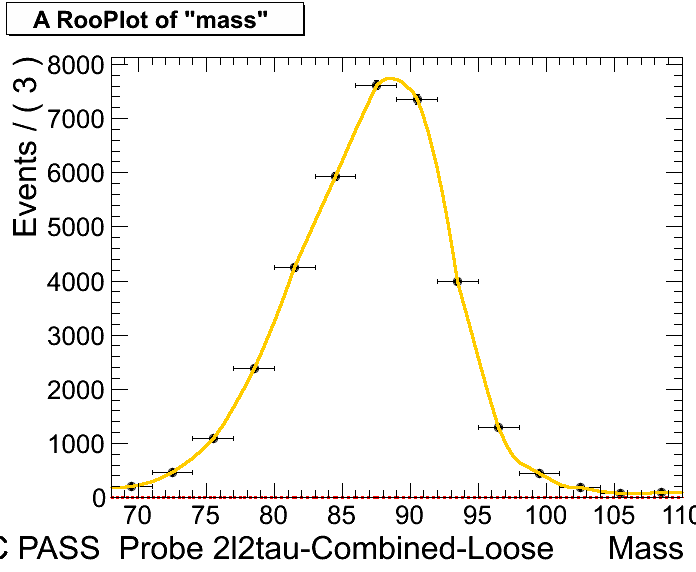 A RooPlot of "mass"
Events / ( 3 )
8000
7000
6000
5000
4000
3000
2000
1000
0
70 75 80 85 90 95 100 105 110
C PASS Probe 2l2tau-Combined-Loose Mass